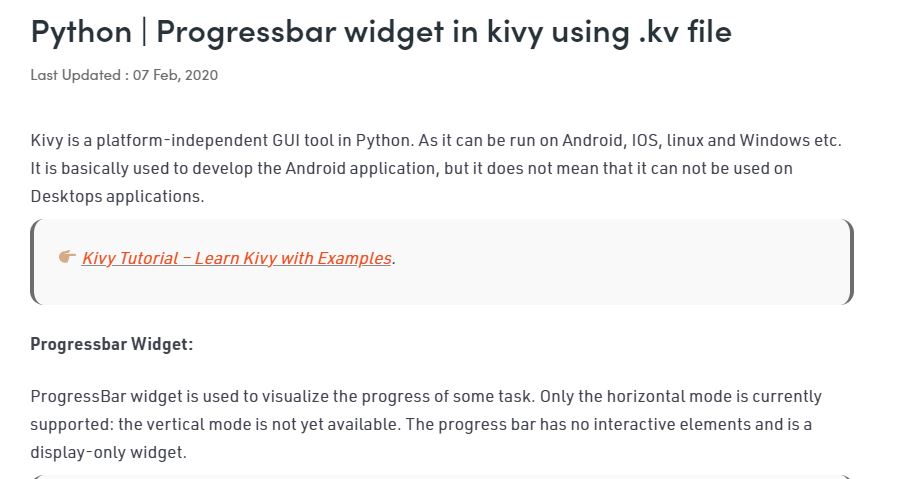 Python | Progressbar widget in kivy using .kv file
Last Updated : 07 Feb, 2020
Kivy is a platform-independent GUI tool in Python. As it can be run on Android, IOS, linux and Windows etc.
It is basically used to develop the Android application, but it does not mean that it can not be used on
Desktops applications.
Kivy Tutorial – Learn Kivy with Examples.
Progressbar Widget:
ProgressBar widget is used to visualize the progress of some task. Only the horizontal mode is currently
supported: the vertical mode is not yet available. The progress bar has no interactive elements and is a
display-only widget.